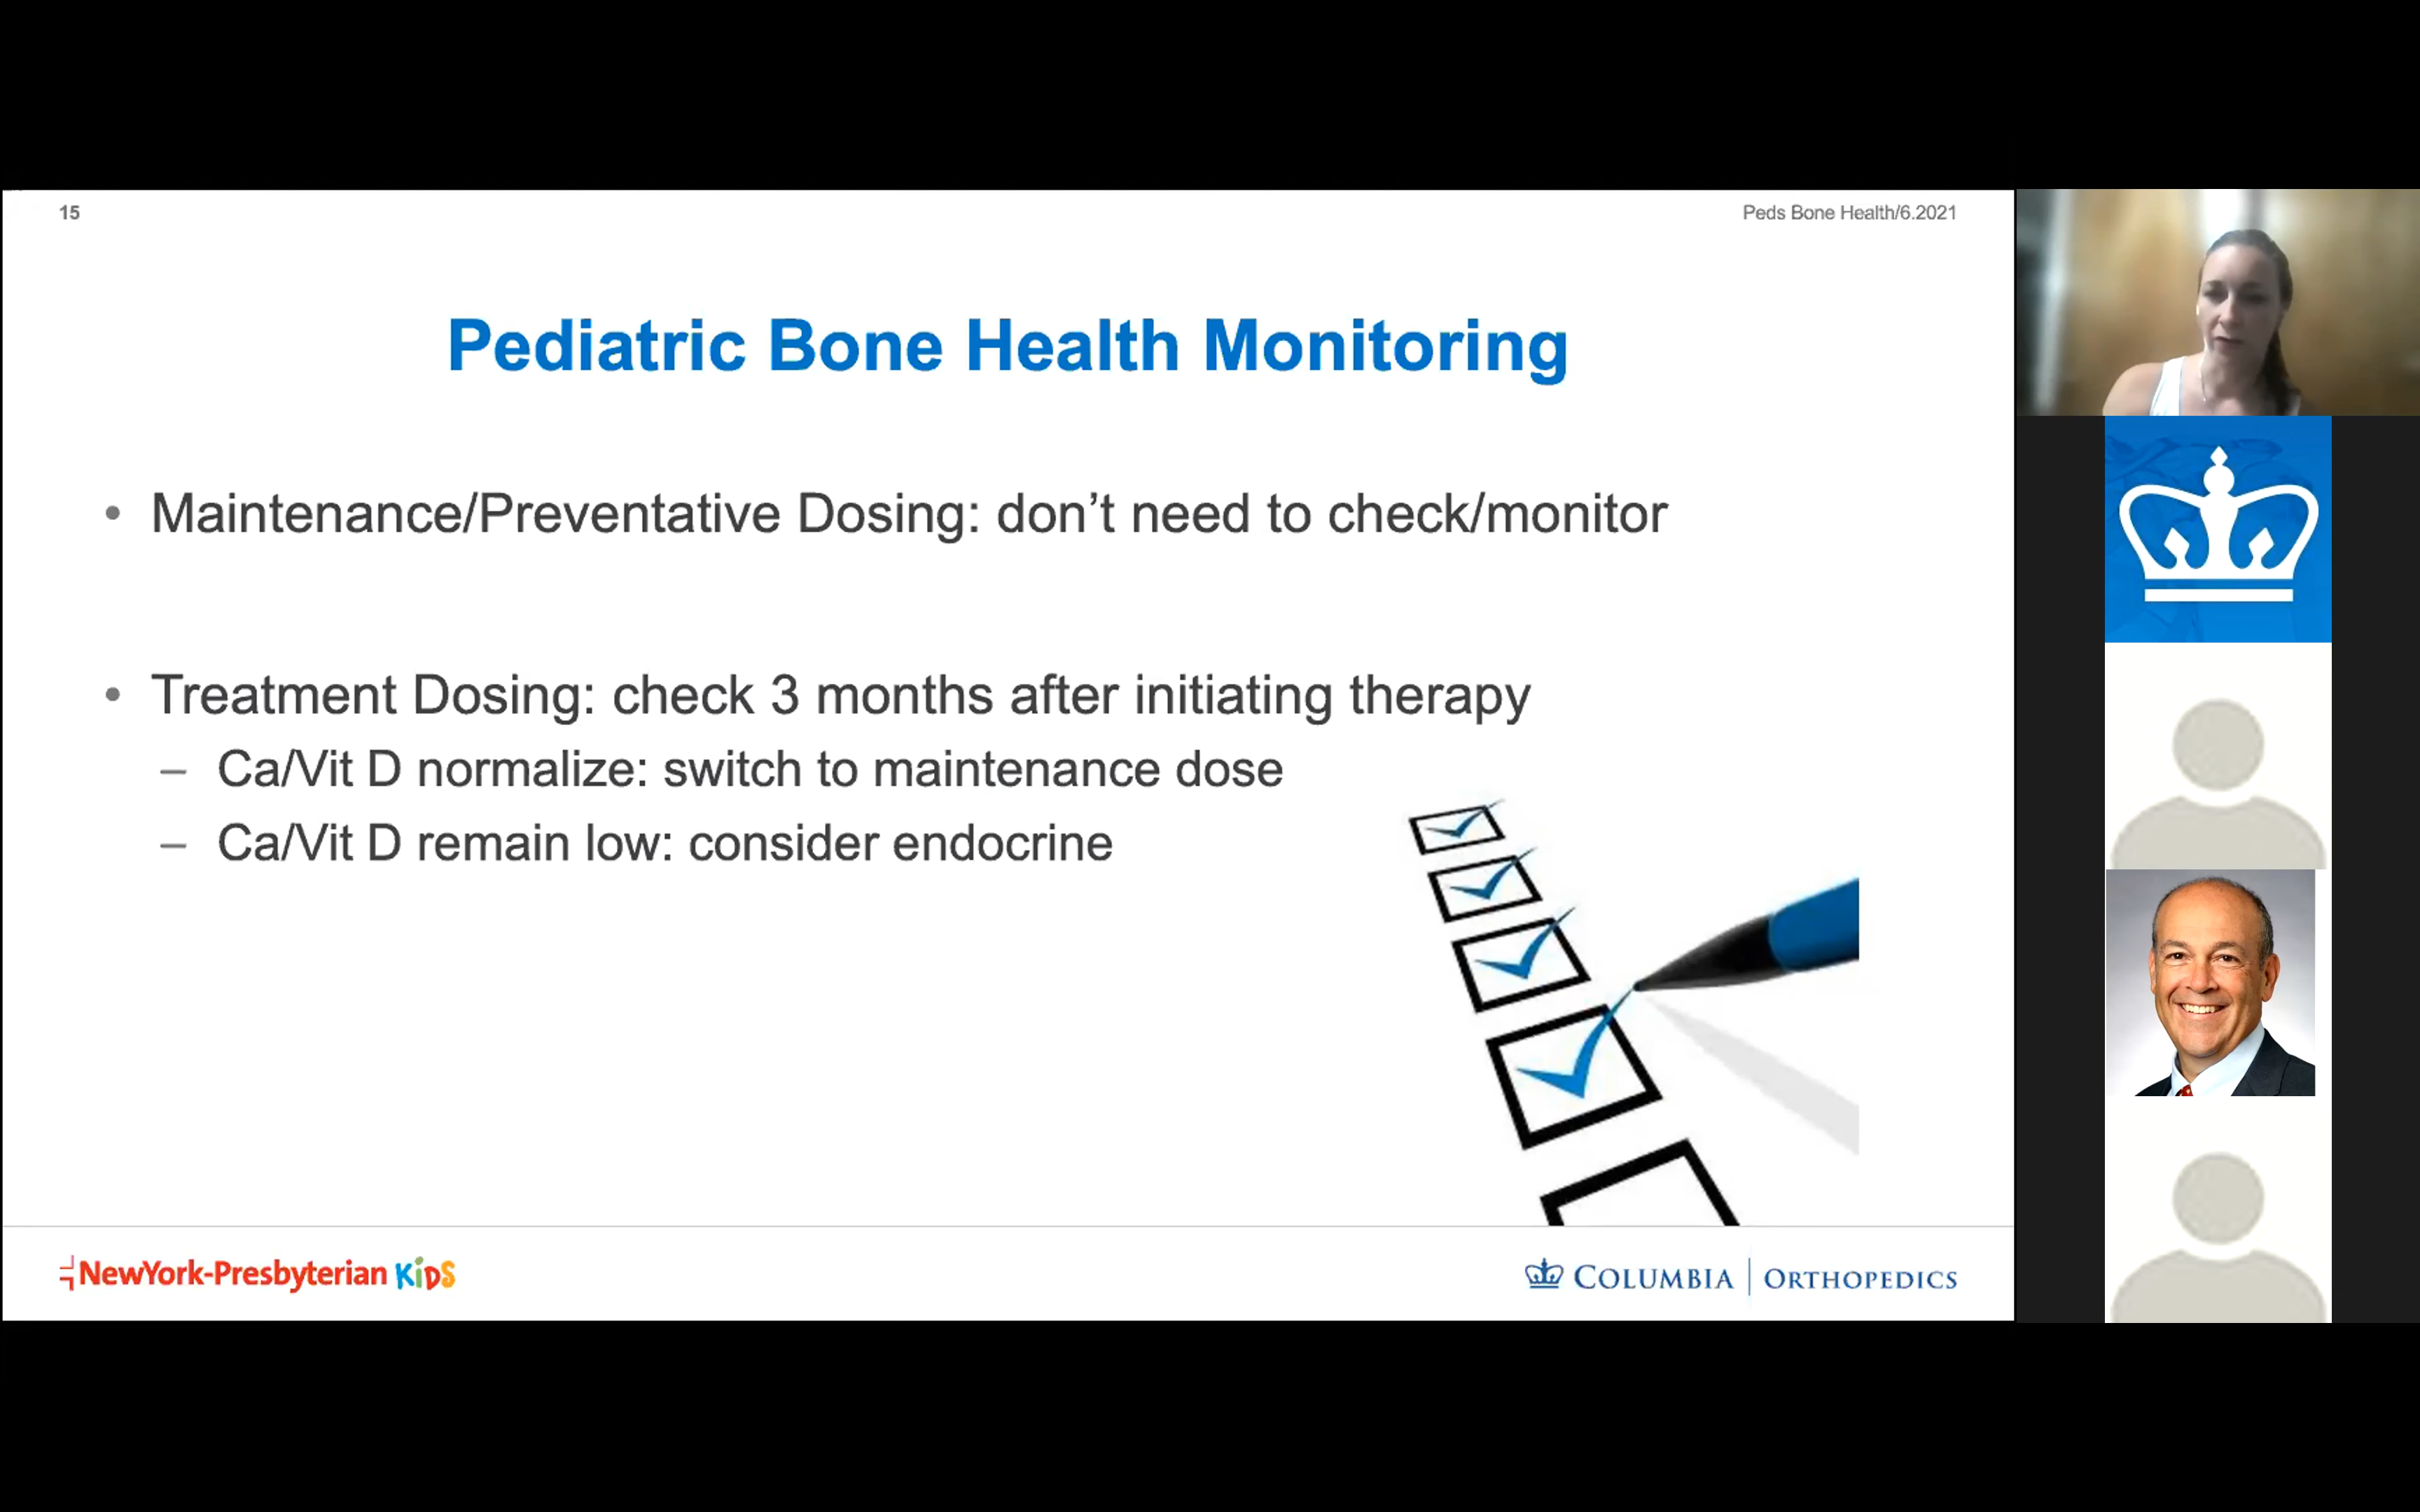 15
Peds Bone Health/6.2021
Pediatric Bone Health Monitoring
• Maintenance/Preventative Dosing: don’t need to check/monitor
• Treatment Dosing: check 3 months after initiating therapy
– Ca/Vit D normalize: switch to maintenance dose
– Ca/Vit D remain low: consider endocrine
NewYork-Presbyterian KiDS
COLUMBIA | ORTHOPEDICS